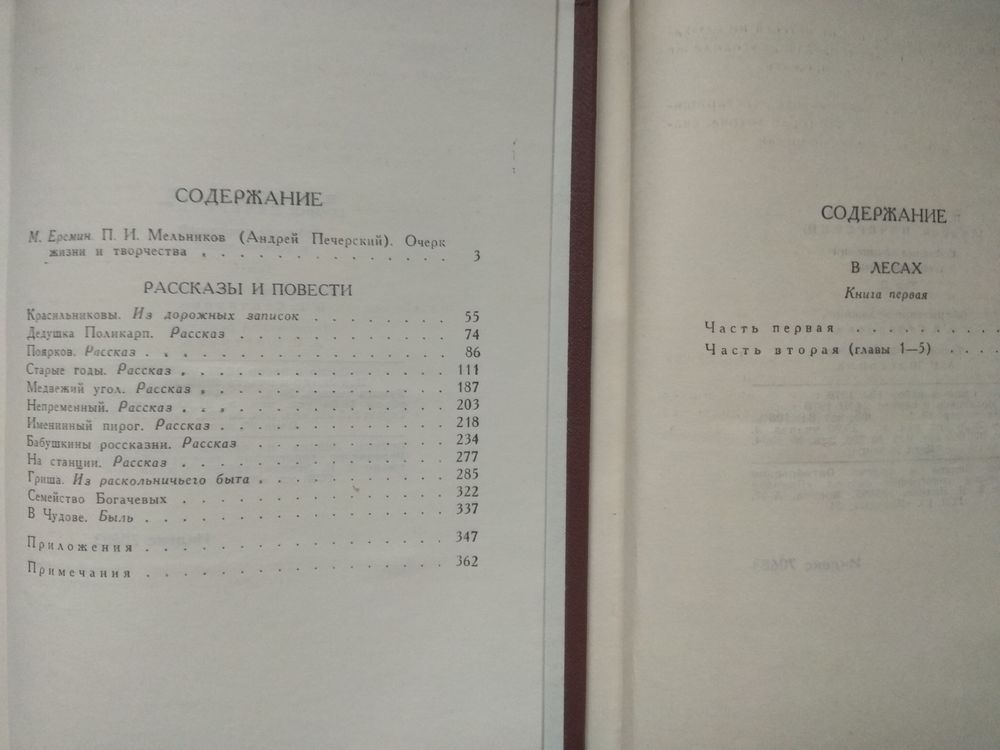 СОДЕРЖАНИЕ
М. Еремин. П. И. Мельников (Андрей Печерский). Очерк
жизни и творчества . . . . . . . . . . . . 3
РАССКАЗЫ И ПОВЕСТИ
Красильниковы. Из дорожных записок . . . . . . . 55
Дедушка Поликарп. Рассказ . . . . . . . . . . 74
Поярков. Рассказ . . . . . . . . . . . . . . 86
Старые годы. Рассказ . . . . . . . . . . . . 111
Медвежий угол. Рассказ . . . . . . . . . . . 187
Непременный. Рассказ . . . . . . . . . . . . 203
Именинный пирог. Рассказ . . . . . . . . . . 218
Бабушкины россказни. Рассказ . . . . . . . . . 234
На станции. Рассказ . . . . . . . . . . . . . 277
Гриша. Из раскольничьего быта . . . . . . . . . 285
Семейство Богачевых . . . . . . . . . . . . . 322
В Чудове. Быль . . . . . . . . . . . . . . . 337
Приложения . . . . . . . . . . . . . . . 347
Примечания . . . . . . . . . . . . . . . 362
СОДЕРЖАНИЕ
В ЛЕСАХ
Книга первая
Часть первая . . . . . . . .
Часть вторая (главы 1—5) . . . .
Индекс 70683